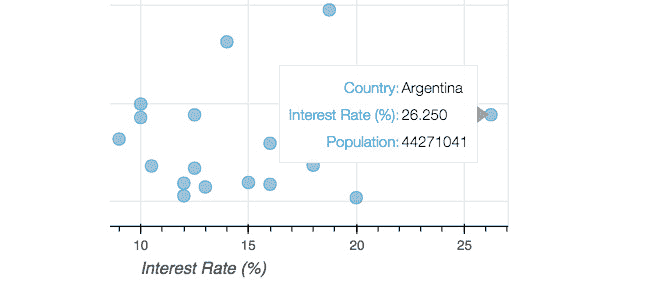 Country: Argentina
Interest Rate (%): 26.250
Population: 44271041
10 15 20 25
Interest Rate (%)